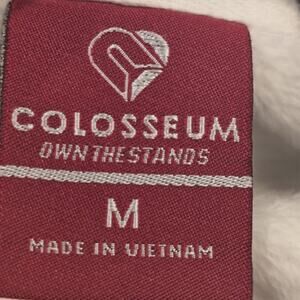 COLOSSEUM
OWN THE STANDS
M
MADE IN VIETNAM